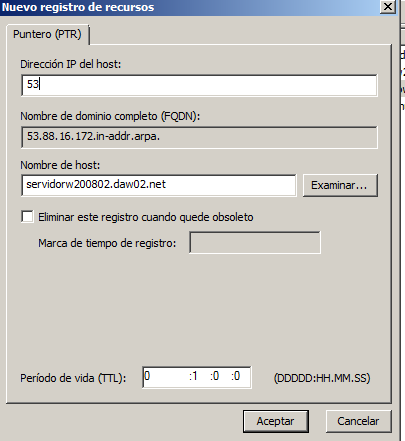 Nuevo registro de recursos
Puntero (PTR)
Dirección IP del host:
53
Nombre de dominio completo (FQDN):
53.88.16.172.in-addr.arpa.
Nombre de host:
servidorw200802.daw02.net
Examinar...
Eliminar este registro cuando quede obsoleto
Marca de tiempo de registro:
Período de vida (TTL): 0 :1 :0 :0 (DDDDD:HH.MM.SS)
Aceptar Cancelar